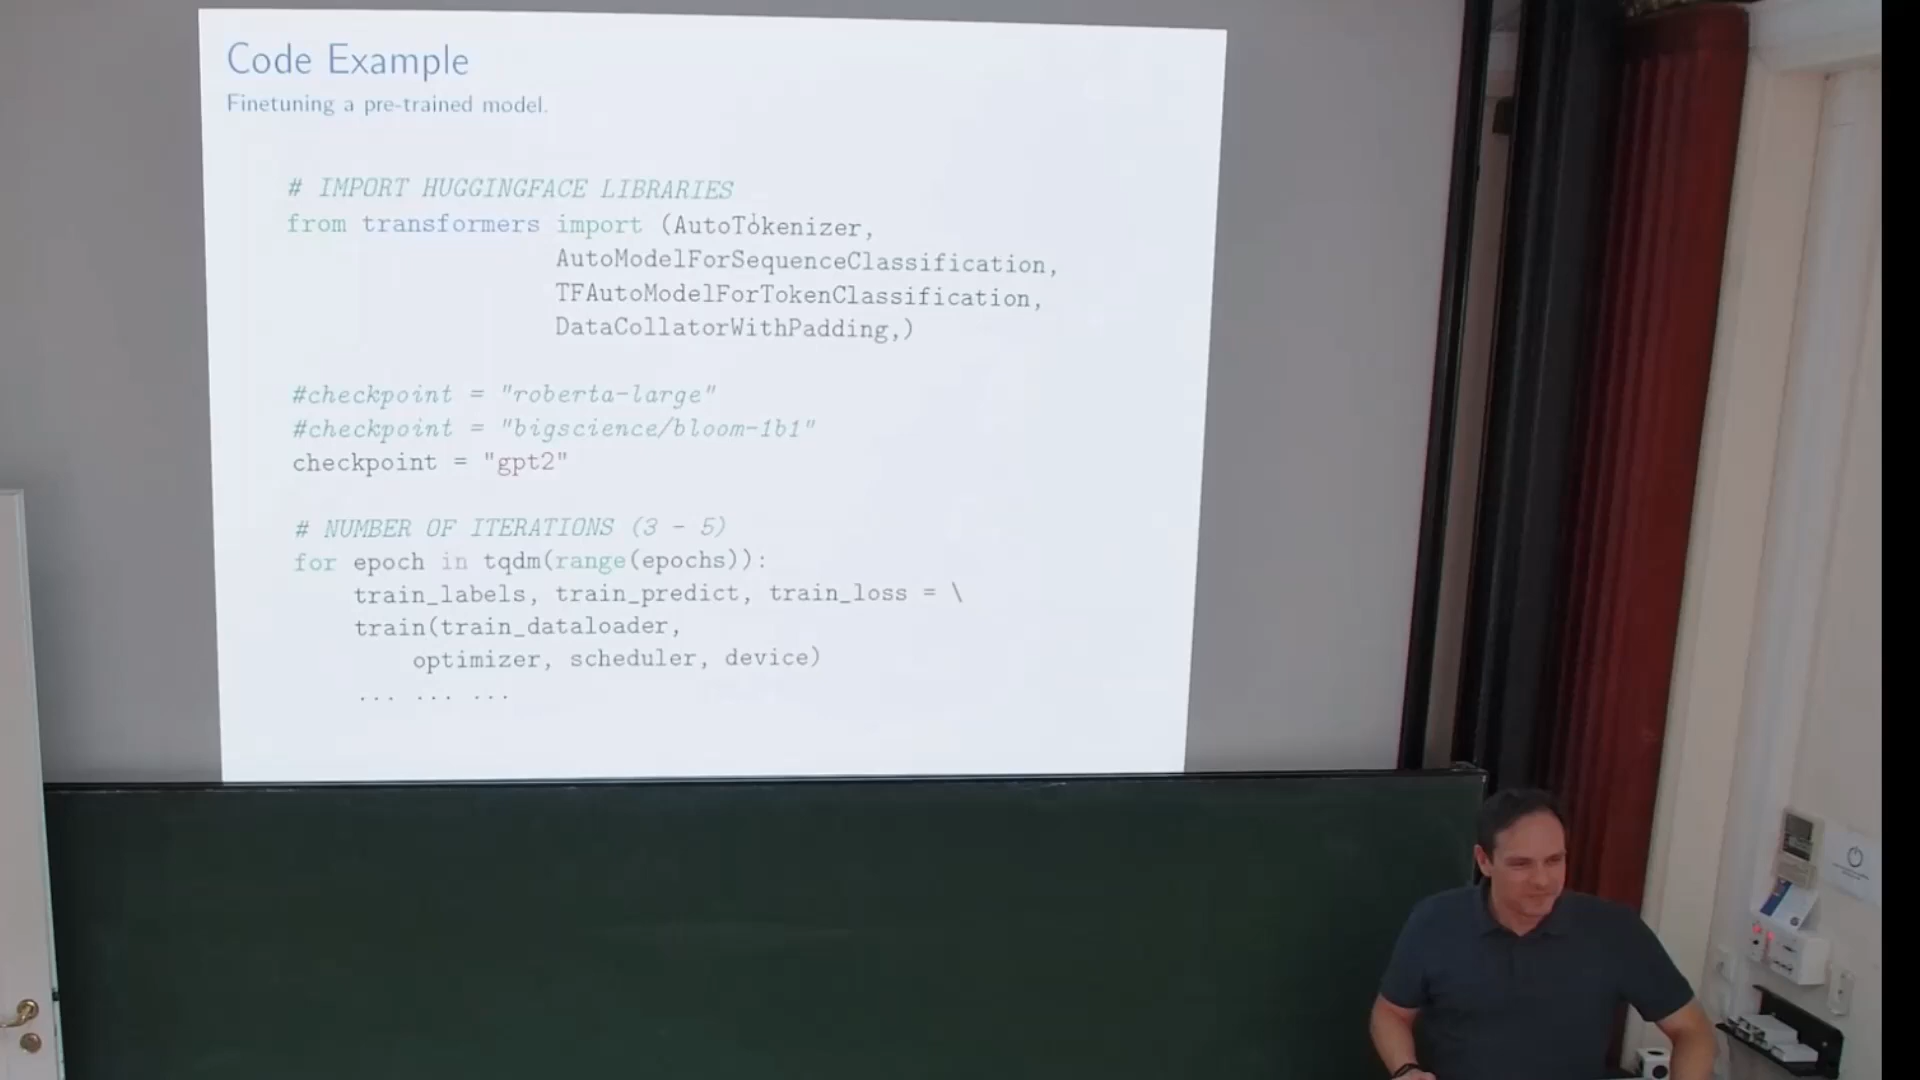 Code Example
Finetuning a pre-trained model.
# IMPORT HUGGINGFACE LIBRARIES
from transformers import (AutoTokenizer,
AutoModelForSequenceClassification,
TFAutoModelForTokenClassification,
DataCollatorWithPadding,)
#checkpoint = "roberta-large"
#checkpoint = "bigscience/bloom-1b1"
checkpoint = "gpt2"
# NUMBER OF ITERATIONS (3 - 5)
for epoch in tqdm(range(epochs)):
train_labels, train_predict, train_loss = \
train(train_dataloader,
optimizer, scheduler, device)
... ... ...